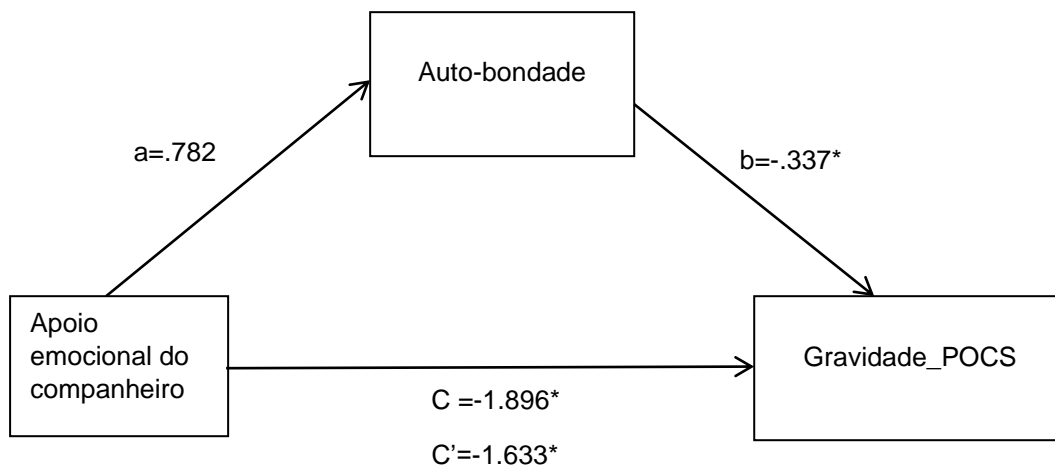 Auto-bondade
a=.782
b=-.337*
Apoio
emocional do
companheiro
Gravidade_POCS
C =-1.896*
C’=-1.633*